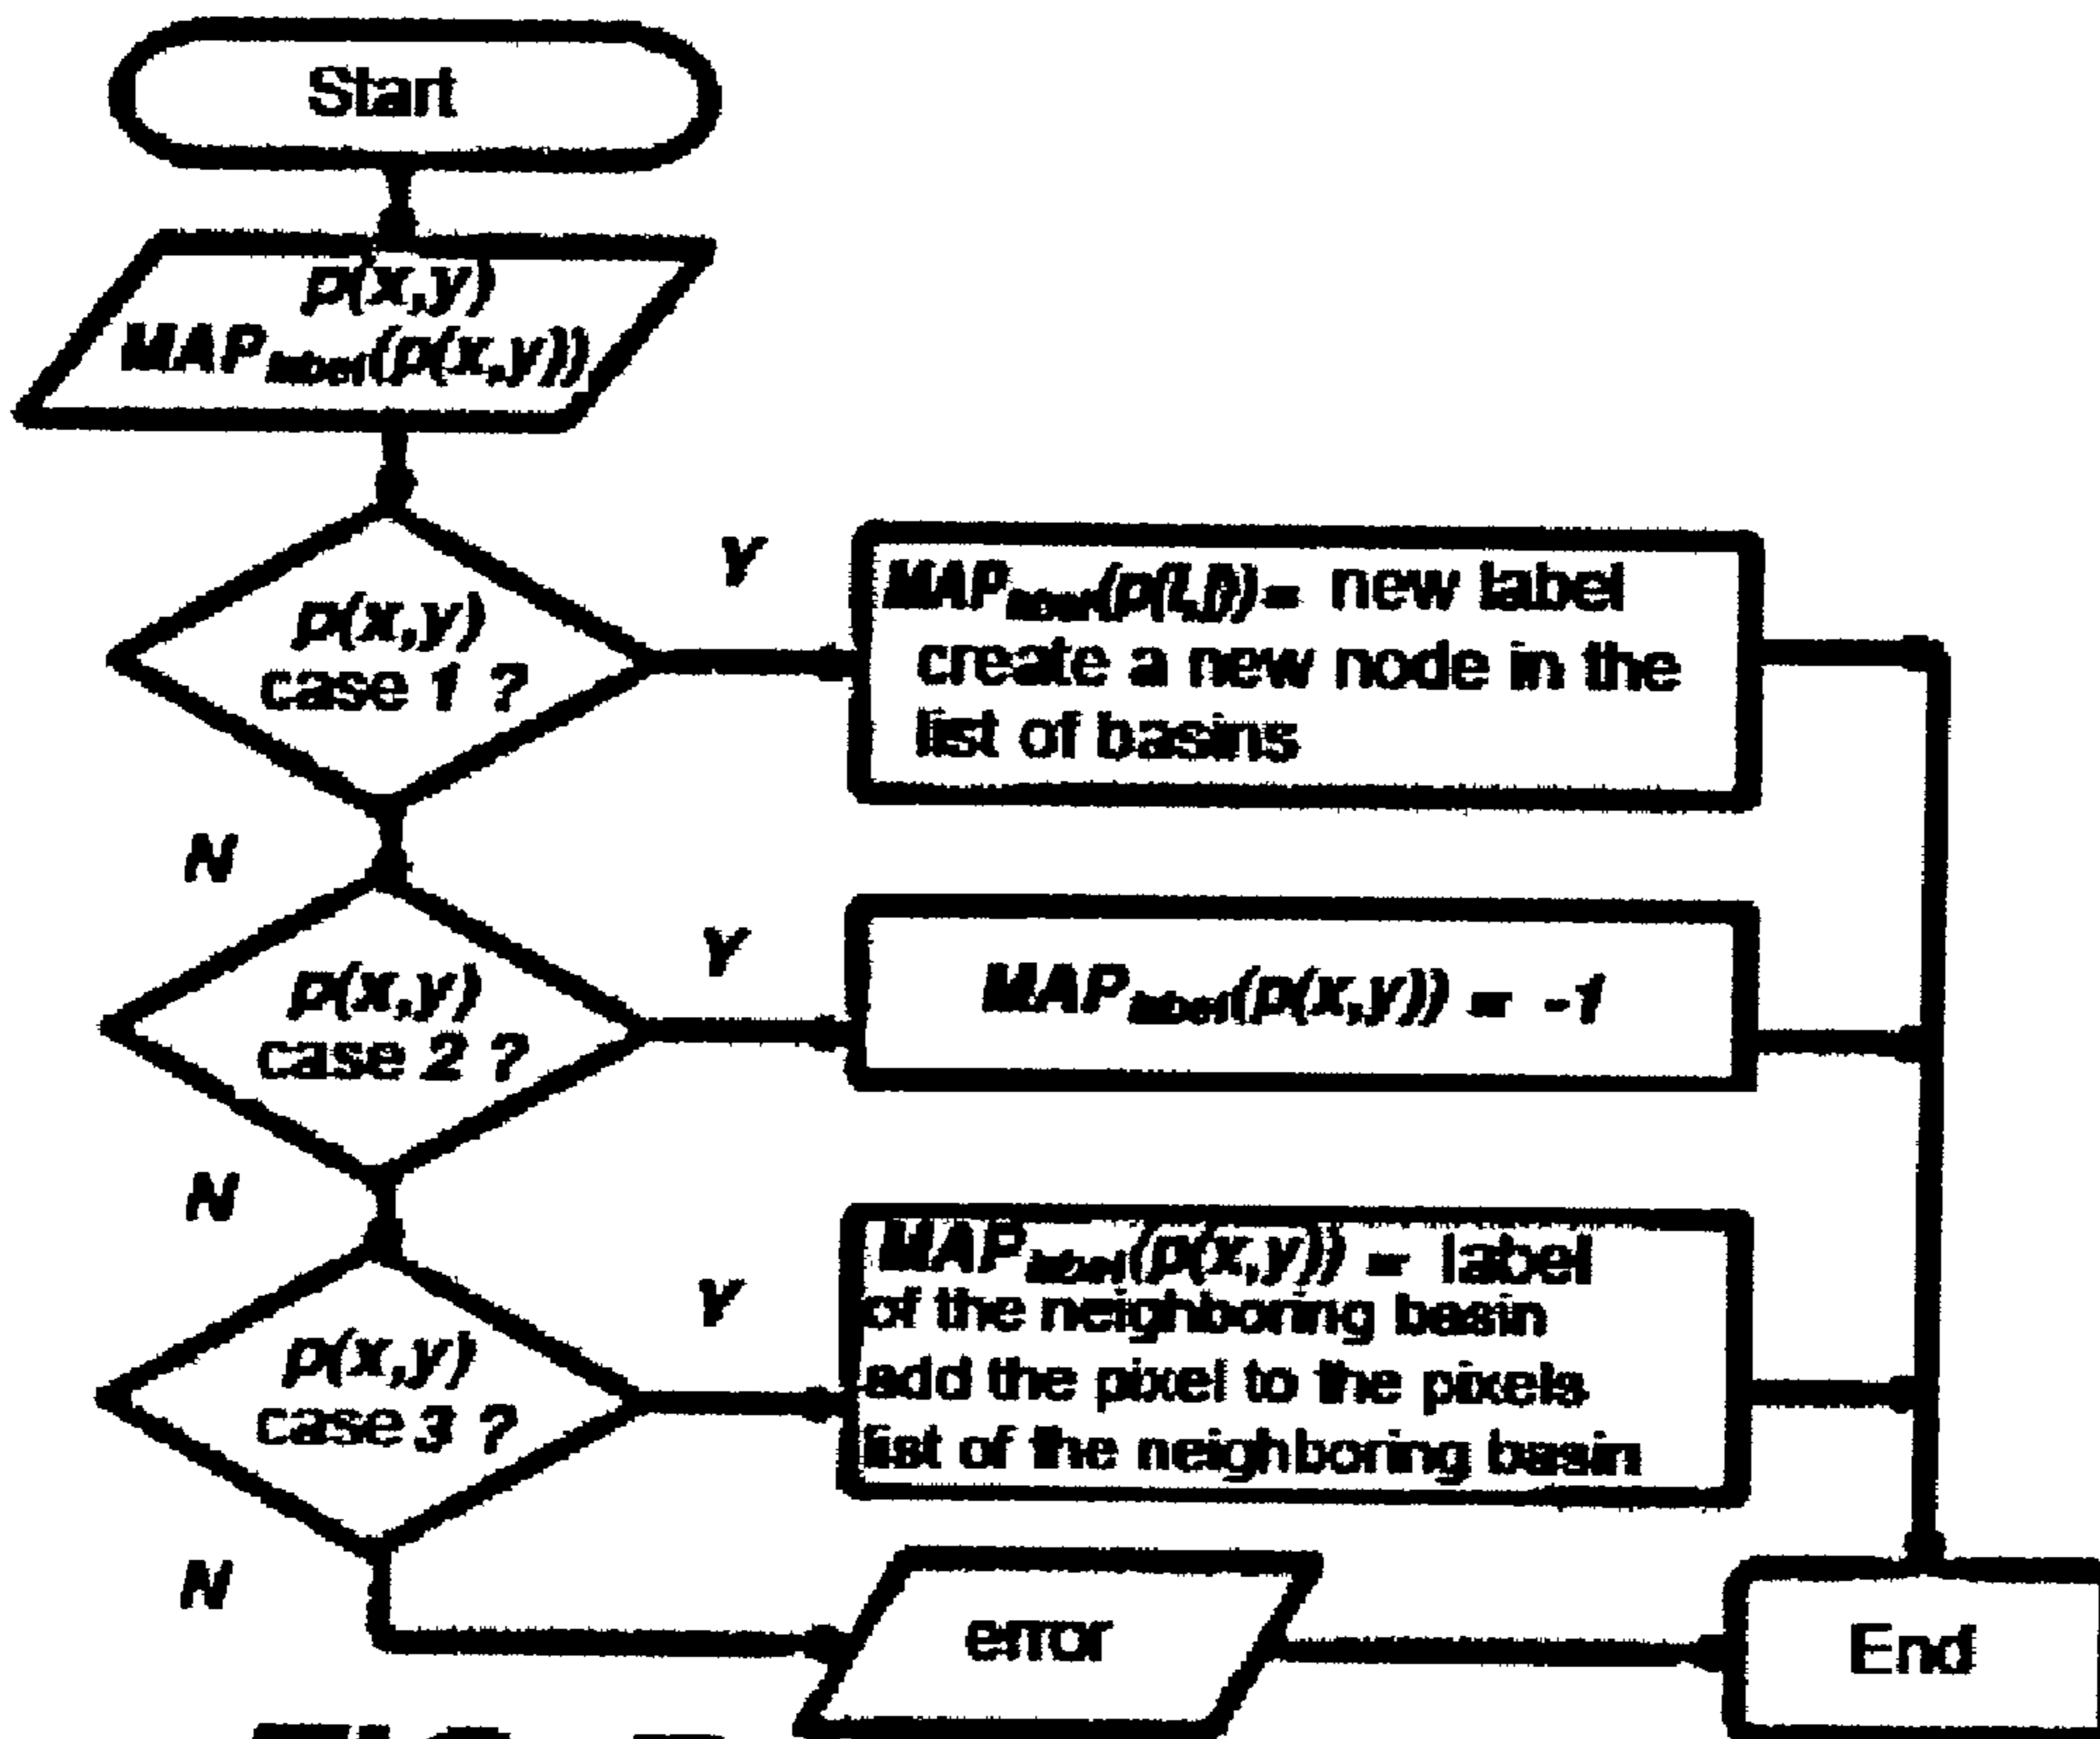 Start
p(x,y)
MAPlabel(p(x,y))
p(x,y)
case 1 ?
Y
MAPlabel(p(i,j))= new label
create a new node in the
list of basins
N
p(x,y)
case 2 ?
Y
MAPlabel(p(x,y)) = -1
N
p(x,y)
case 3 ?
Y
MAPlabel(p(x,y)) = label
of the neighboring basin
add the pixel to the pixels
list of the neighboring basin
N
error
End